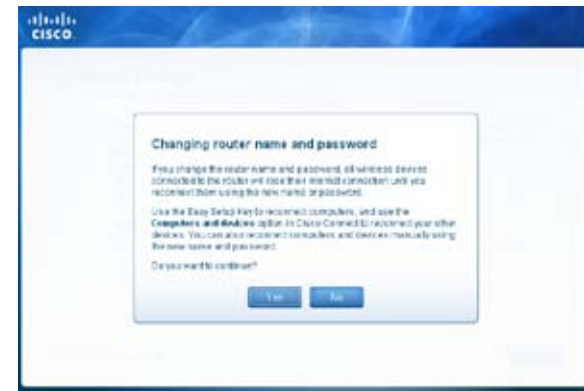 CISCO
Changing router name and password
If you change the router name and password, all wireless devices
connected to the router will lose their internet connection until you
reconnect them using the new name or password.
Use the Easy Setup Key to reconnect computers, and use the
Computers and devices option in Cisco Connect to reconnect your other
devices. You can also reconnect computers and devices manually using
the new name and password.
Do you want to continue?
Yes
No